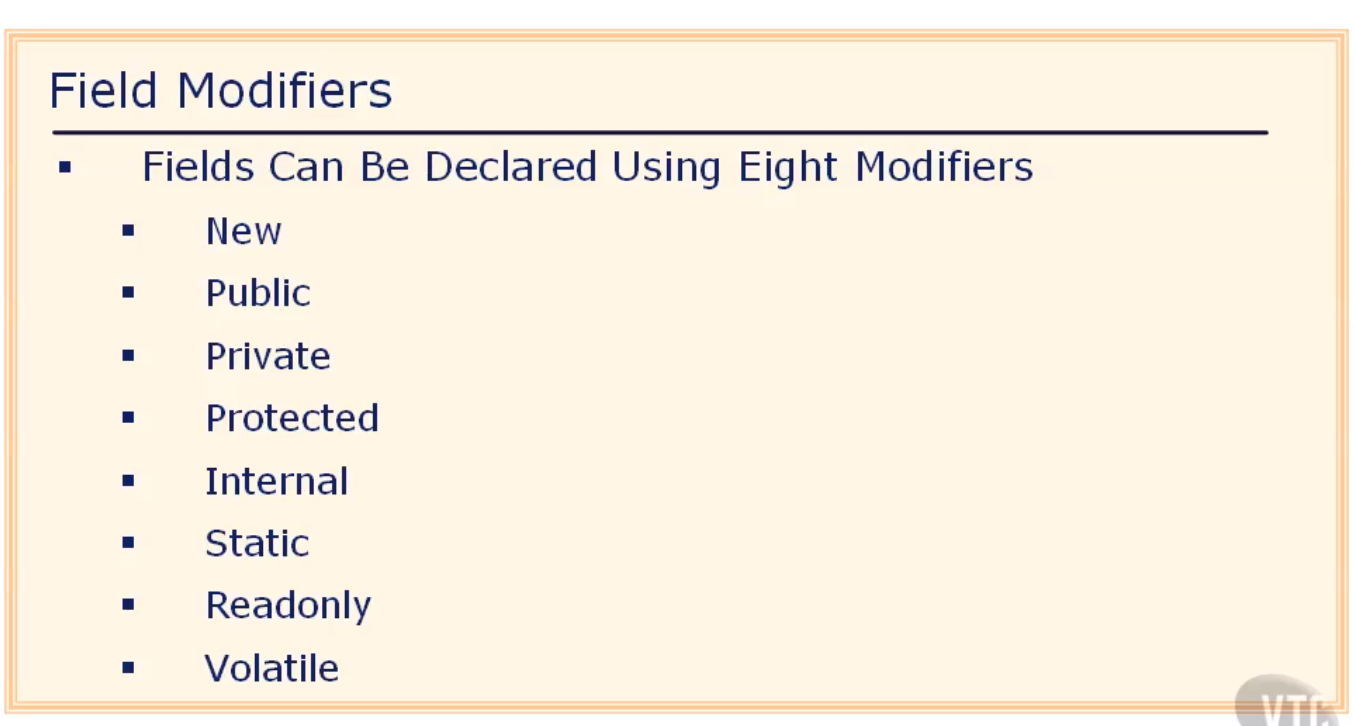 Field Modifiers
Fields Can Be Declared Using Eight Modifiers
New
Public
Private
Protected
Internal
Static
Readonly
Volatile
VTC